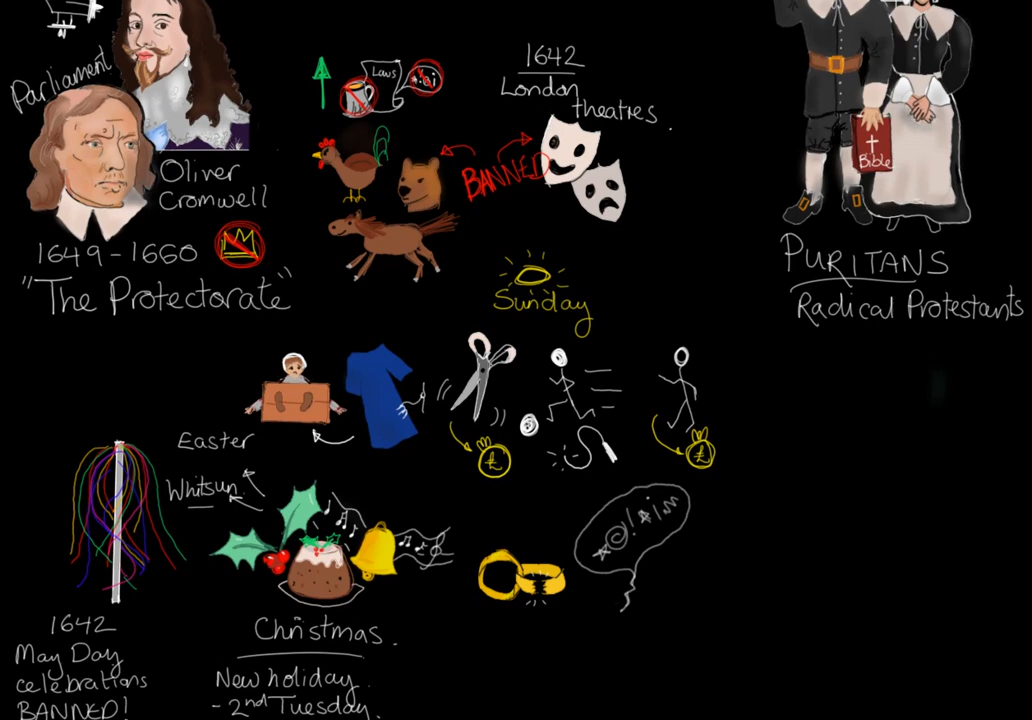 Parliament
Oliver
Cromwell
1649-1660
"The Protectorate"
Laws
1642
London
theatres.
BANNED
Bible
PURITANS
Radical Protestants
Sunday
£
£
Easter
Whitsun
@!*im
1642
May Day
celebrations
BANNED!
Christmas.
New holiday
- 2nd Tuesday.